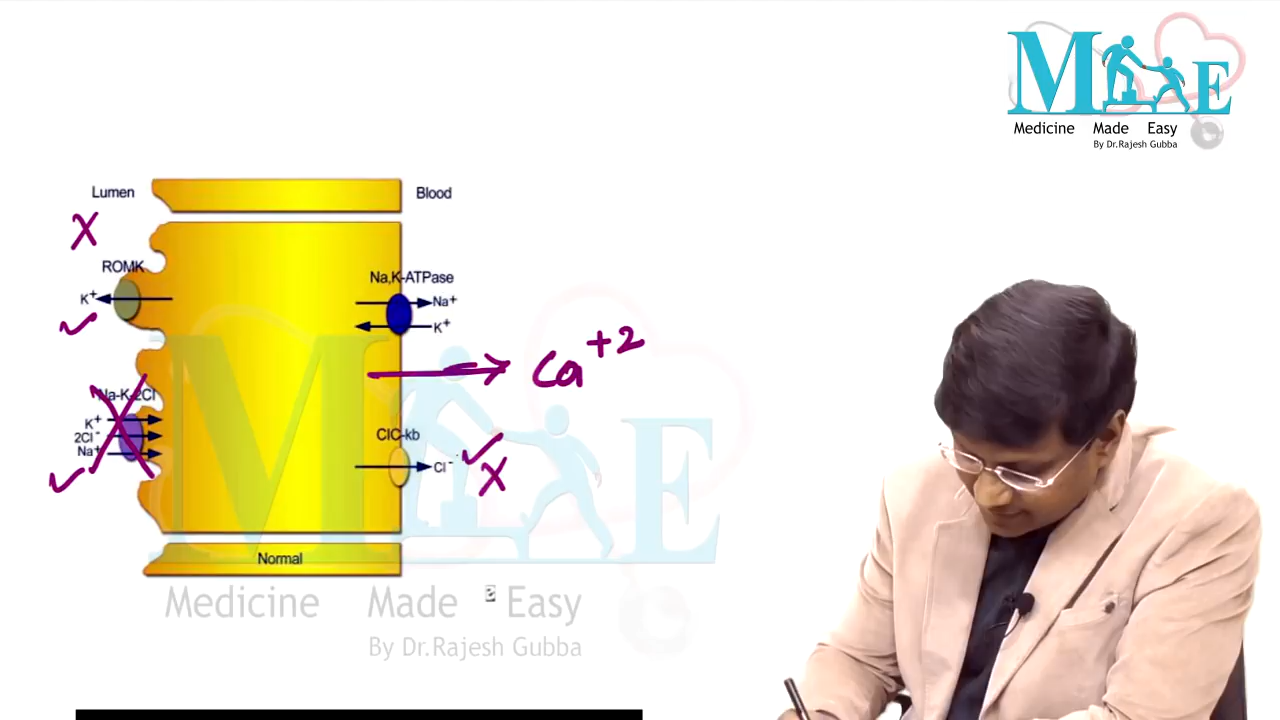 M E
Medicine Made Easy
By Dr.Rajesh Gubba
Lumen
Blood
X
ROMK
K+
✓
Na,K-ATPase
Na+
K+
Ca+2
Na-K-2Cl
K+
2Cl-
Na+
✓
ClC-kb
Cl-
✓
X
Normal
M E
Medicine Made Easy
By Dr.Rajesh Gubba